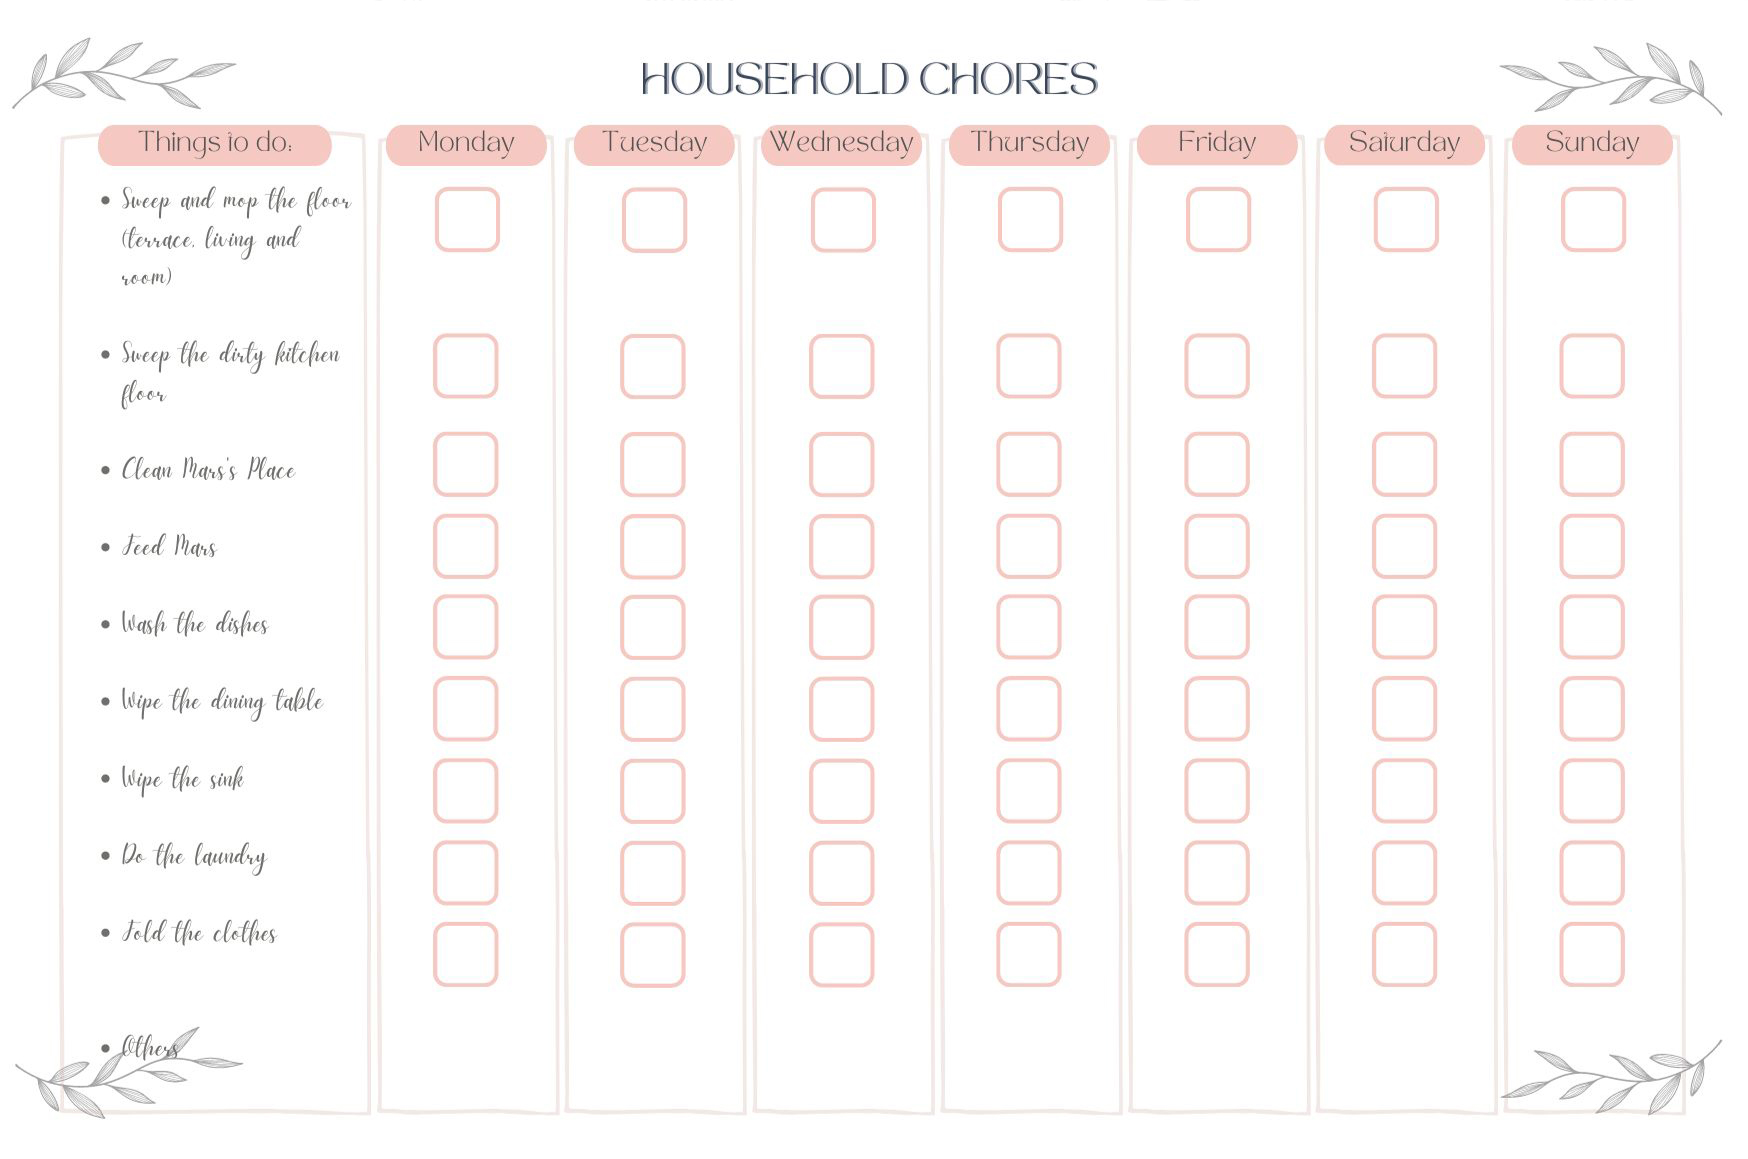 HOUSEHOLD CHORES
Things to do:
Monday
Tuesday
Wednesday
Thursday
Friday
Saturday
Sunday
• Sweep and mop the floor
(terrace, living and
room)
• Sweep the dirty kitchen
floor
• Clean Mars's Place
• Feed Mars
• Wash the dishes
• Wipe the dining table
• Wipe the sink
• Do the laundry
• Fold the clothes
• Others